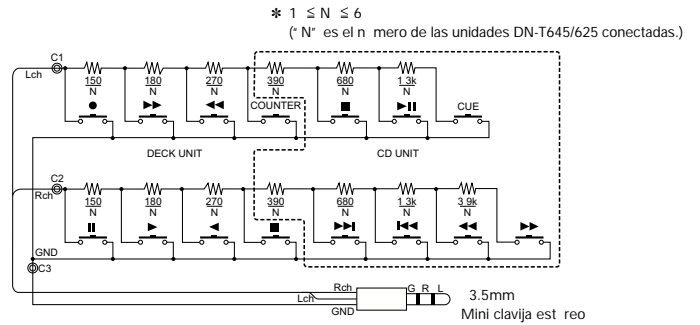 ✻ 1 ≦ N ≦ 6
(“ N” es el n mero de las unidades DN-T645/625 conectadas.)
C1
Lch
150 180 270 390 680 1.3k
N N N N N N
COUNTER CUE
DECK UNIT CD UNIT
C2
Rch
150 180 270 390 680 1.3k 3.9k
N N N N N N N
GND
C3
Rch G R L
Lch
GND
3.5mm
Mini clavija est reo